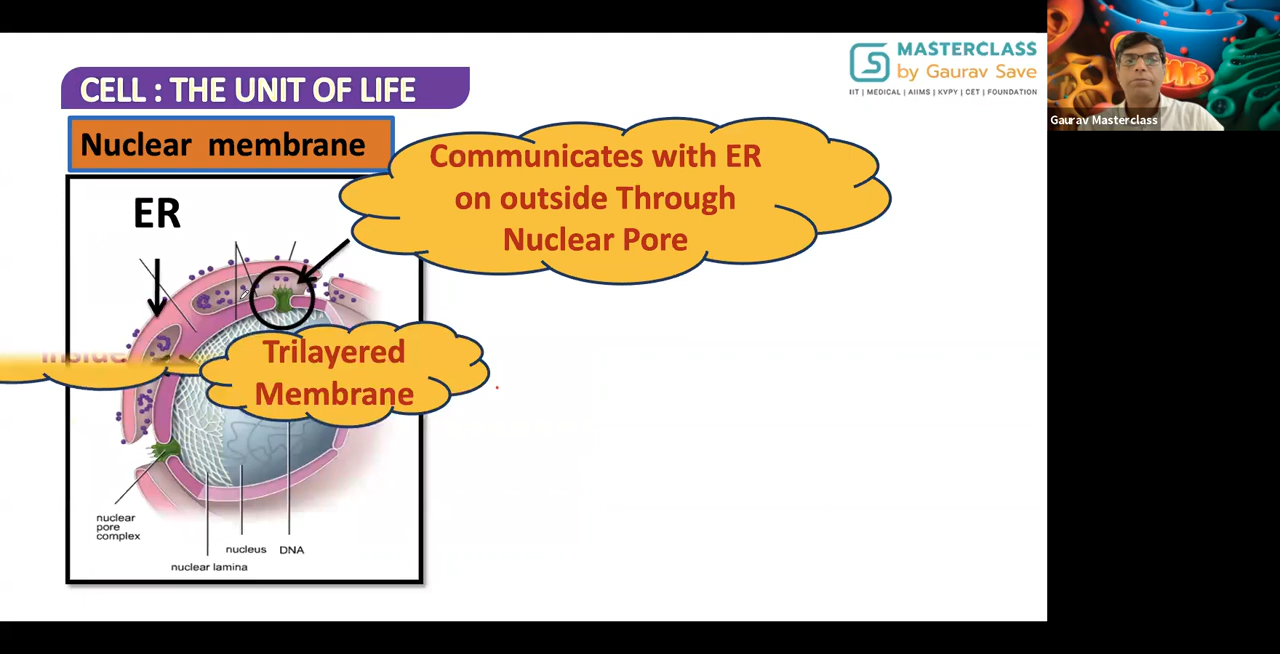 CELL : THE UNIT OF LIFE
MASTERCLASS
by Gaurav Save
IIT | MEDICAL | AIIMS | KVPY | CET | FOUNDATION
Gaurav Masterclass
Nuclear membrane
Communicates with ER
on outside Through
Nuclear Pore
ER
inside
Trilayered
Membrane
nuclear
pore
complex
nucleus DNA
nuclear lamina